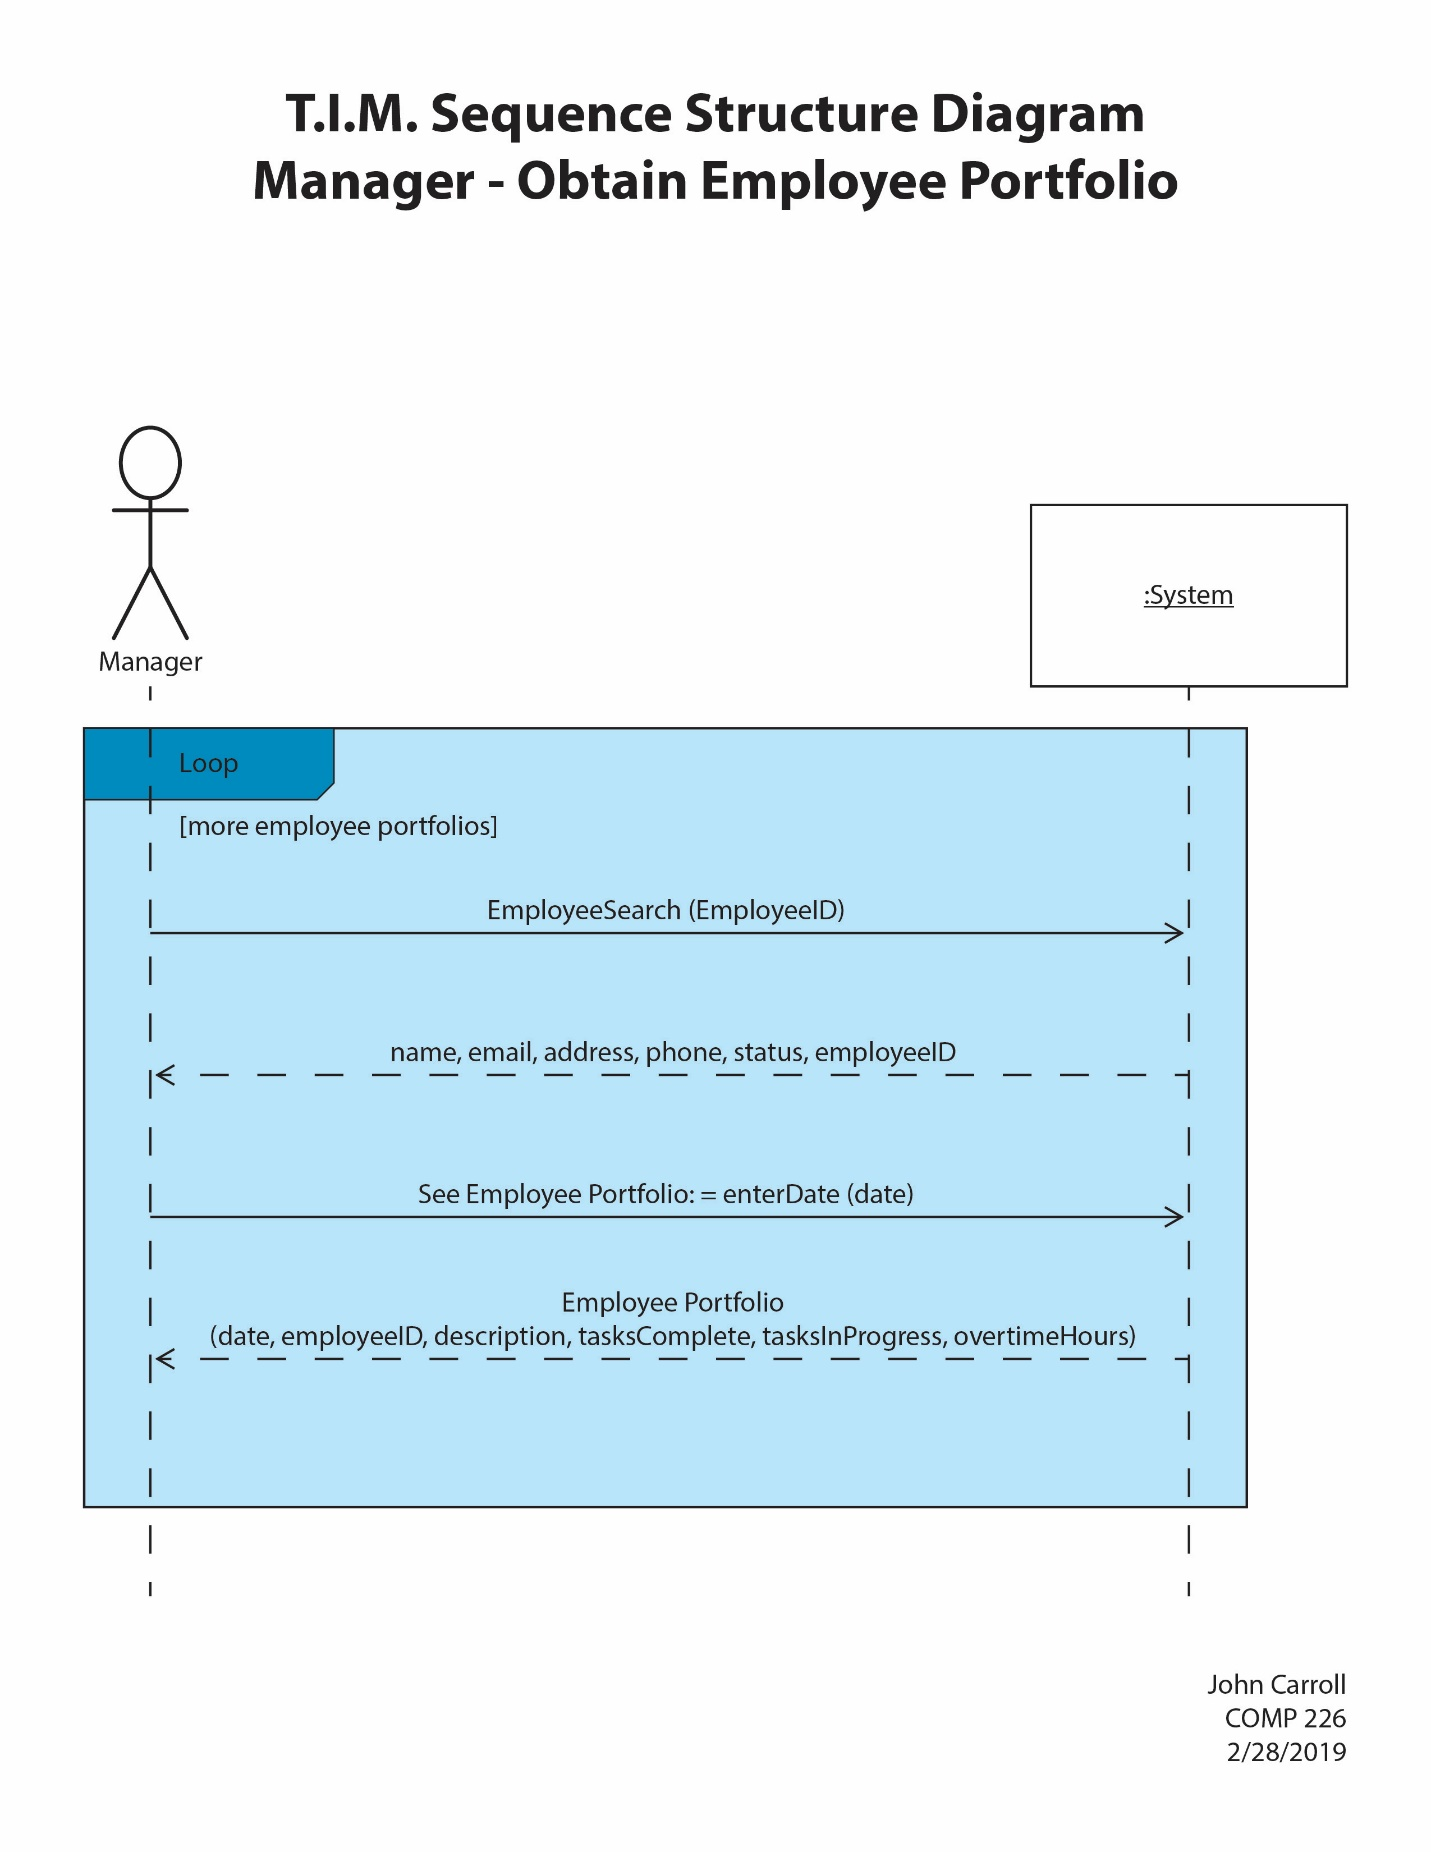 T.I.M. Sequence Structure Diagram
Manager - Obtain Employee Portfolio
:System
Manager
Loop
[more employee portfolios]
EmployeeSearch (EmployeeID)
name, email, address, phone, status, employeeID
See Employee Portfolio: = enterDate (date)
Employee Portfolio
(date, employeeID, description, tasksComplete, tasksInProgress, overtimeHours)
John Carroll
COMP 226
2/28/2019